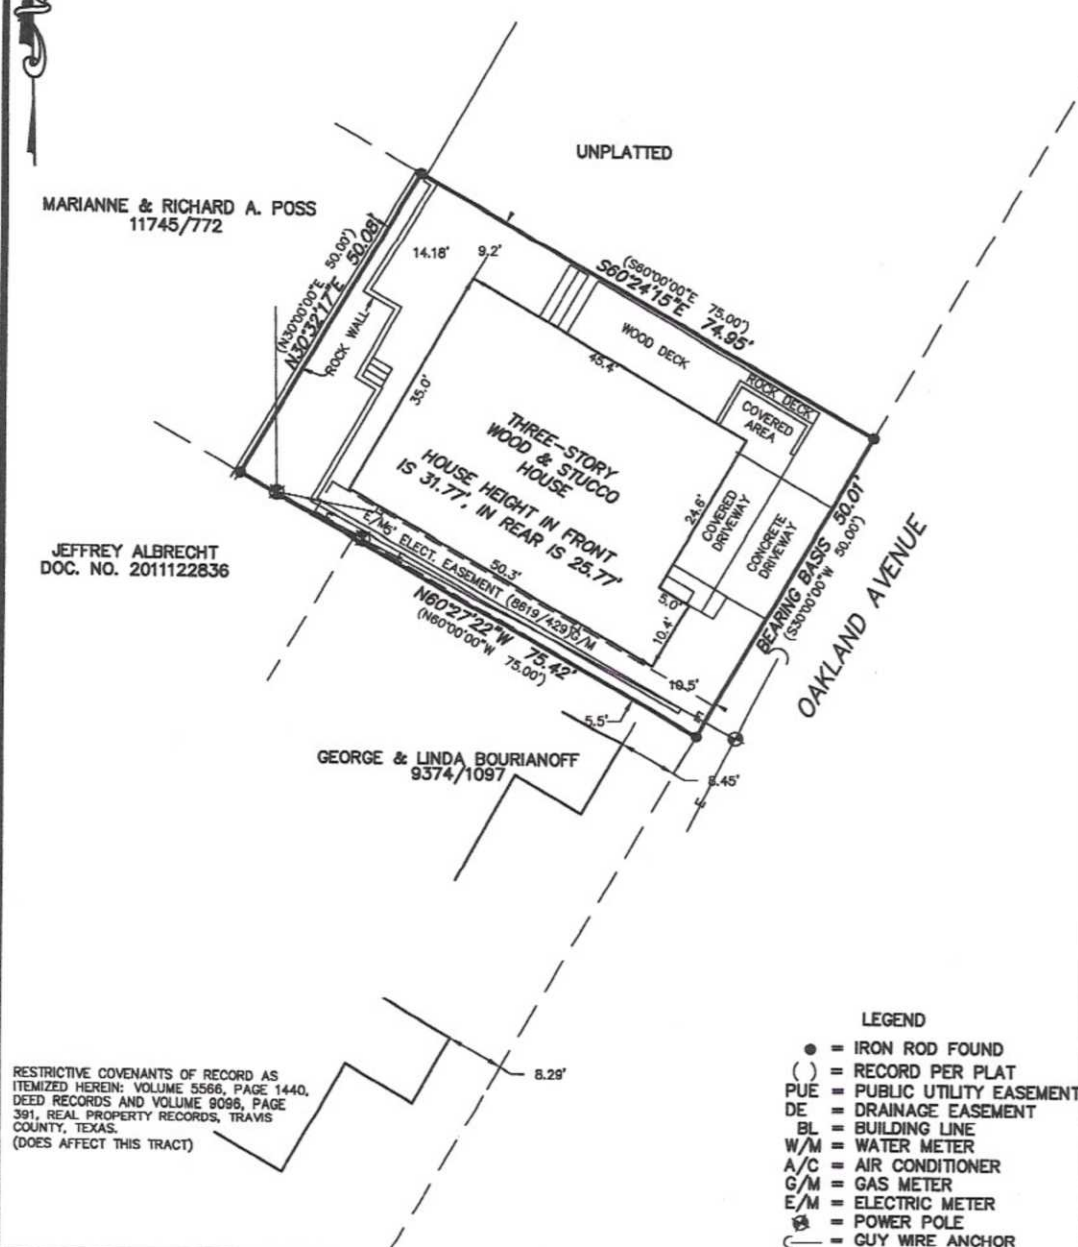 UNPLATTED
MARIANNE & RICHARD A. POSS
11745/772
(N30°00'00"E 50.00')
N30°32'17"E 50.08'
ROCK WALL
14.18'
9.2'
(S60°00'00"E 75.00')
S60°24'15"E 74.95'
WOOD DECK
45.4'
35.0'
ROCK DECK
COVERED
AREA
THREE-STORY
WOOD & STUCCO
HOUSE
HOUSE HEIGHT IN FRONT
IS 31.77', IN REAR IS 25.77'
24.6'
COVERED
DRIVEWAY
CONCRETE
DRIVEWAY
BEARING BASIS 50.01'
(S30°00'00"W 50.00')
OAKLAND AVENUE
JEFFREY ALBRECHT
DOC. NO. 2011122836
E/M
5' ELECT. EASEMENT (8619/429)
G/M
50.3'
5.0'
10.4'
N60°27'22"W 75.42'
(N60°00'00"W 75.00')
10.5'
5.5'
E
GEORGE & LINDA BOURIANOFF
9374/1097
8.45'
E
8.29'
RESTRICTIVE COVENANTS OF RECORD AS
ITEMIZED HEREIN: VOLUME 5566, PAGE 1440,
DEED RECORDS AND VOLUME 9096, PAGE
391, REAL PROPERTY RECORDS, TRAVIS
COUNTY, TEXAS.
(DOES AFFECT THIS TRACT)
LEGEND
● = IRON ROD FOUND
( ) = RECORD PER PLAT
PUE = PUBLIC UTILITY EASEMENT
DE = DRAINAGE EASEMENT
BL = BUILDING LINE
W/M = WATER METER
A/C = AIR CONDITIONER
G/M = GAS METER
E/M = ELECTRIC METER
= POWER POLE
= GUY WIRE ANCHOR